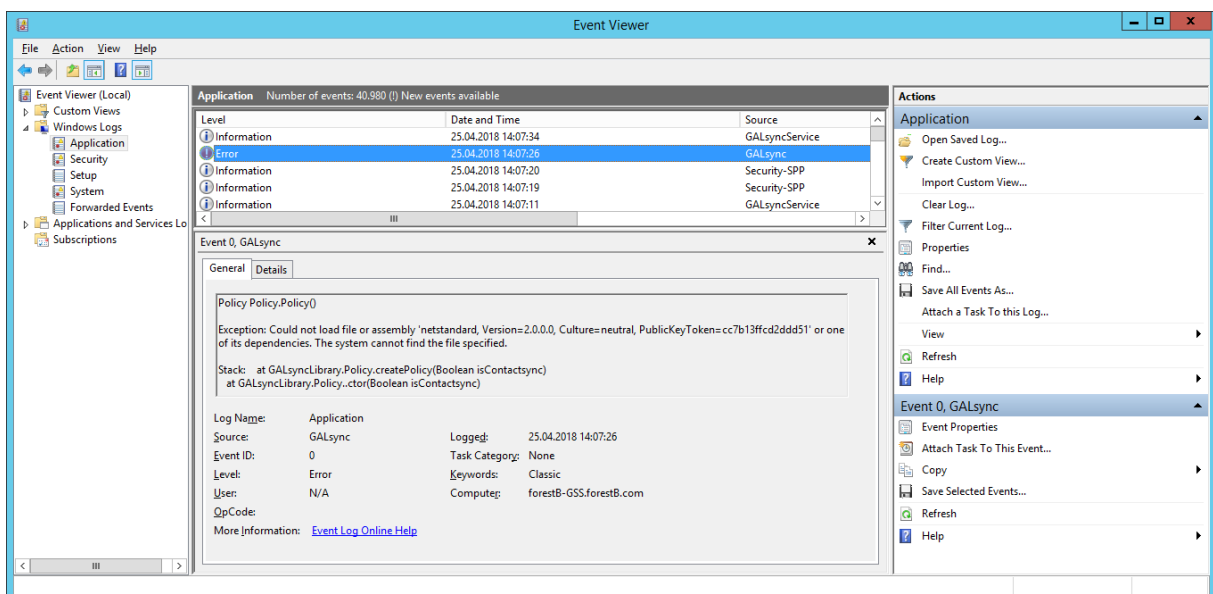 Event Viewer
File Action View Help
Event Viewer (Local)
Custom Views
Windows Logs
Application
Security
Setup
System
Forwarded Events
Applications and Services Lo
Subscriptions
Application Number of events: 40.980 (!) New events available
Level Date and Time Source
Information 25.04.2018 14:07:34 GALsyncService
Error 25.04.2018 14:07:26 GALsync
Information 25.04.2018 14:07:20 Security-SPP
Information 25.04.2018 14:07:19 Security-SPP
Information 25.04.2018 14:07:11 GALsyncService
Event 0, GALsync
General Details
Policy Policy.Policy()
Exception: Could not load file or assembly 'netstandard, Version=2.0.0.0, Culture=neutral, PublicKeyToken=cc7b13ffcd2ddd51' or one
of its dependencies. The system cannot find the file specified.
Stack: at GALsyncLibrary.Policy.createPolicy(Boolean isContactsync)
at GALsyncLibrary.Policy..ctor(Boolean isContactsync)
Log Name: Application
Source: GALsync Logged: 25.04.2018 14:07:26
Event ID: 0 Task Category: None
Level: Error Keywords: Classic
User: N/A Computer: forestB-GSS.forestB.com
OpCode:
More Information: Event Log Online Help
Actions
Application
Open Saved Log...
Create Custom View...
Import Custom View...
Clear Log...
Filter Current Log...
Properties
Find...
Save All Events As...
Attach a Task To this Log...
View
Refresh
Help
Event 0, GALsync
Event Properties
Attach Task To This Event...
Copy
Save Selected Events...
Refresh
Help